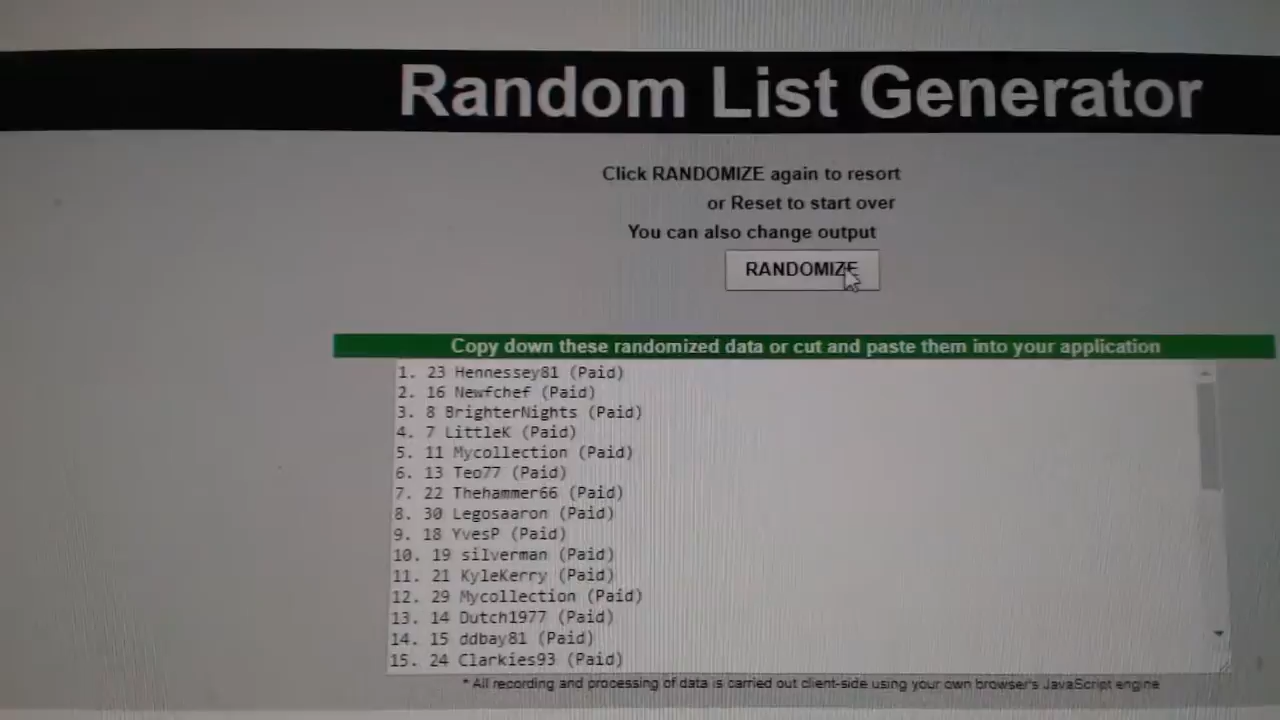 Random List Generator
Click RANDOMIZE again to resort
or Reset to start over
You can also change output
RANDOMIZE
Copy down these randomized data or cut and paste them into your application
1. 23 Hennessey81 (Paid)
2. 16 Newfchef (Paid)
3. 8 BrighterNights (Paid)
4. 7 LittleK (Paid)
5. 11 Mycollection (Paid)
6. 13 Teo77 (Paid)
7. 22 Thehammer66 (Paid)
8. 30 Legosaaron (Paid)
9. 18 YvesP (Paid)
10. 19 silverman (Paid)
11. 21 KyleKerry (Paid)
12. 29 Mycollection (Paid)
13. 14 Dutch1977 (Paid)
14. 15 ddbay81 (Paid)
15. 24 Clarkies93 (Paid)
* All recording and processing of data is carried out client-side using your own browser's JavaScript engine